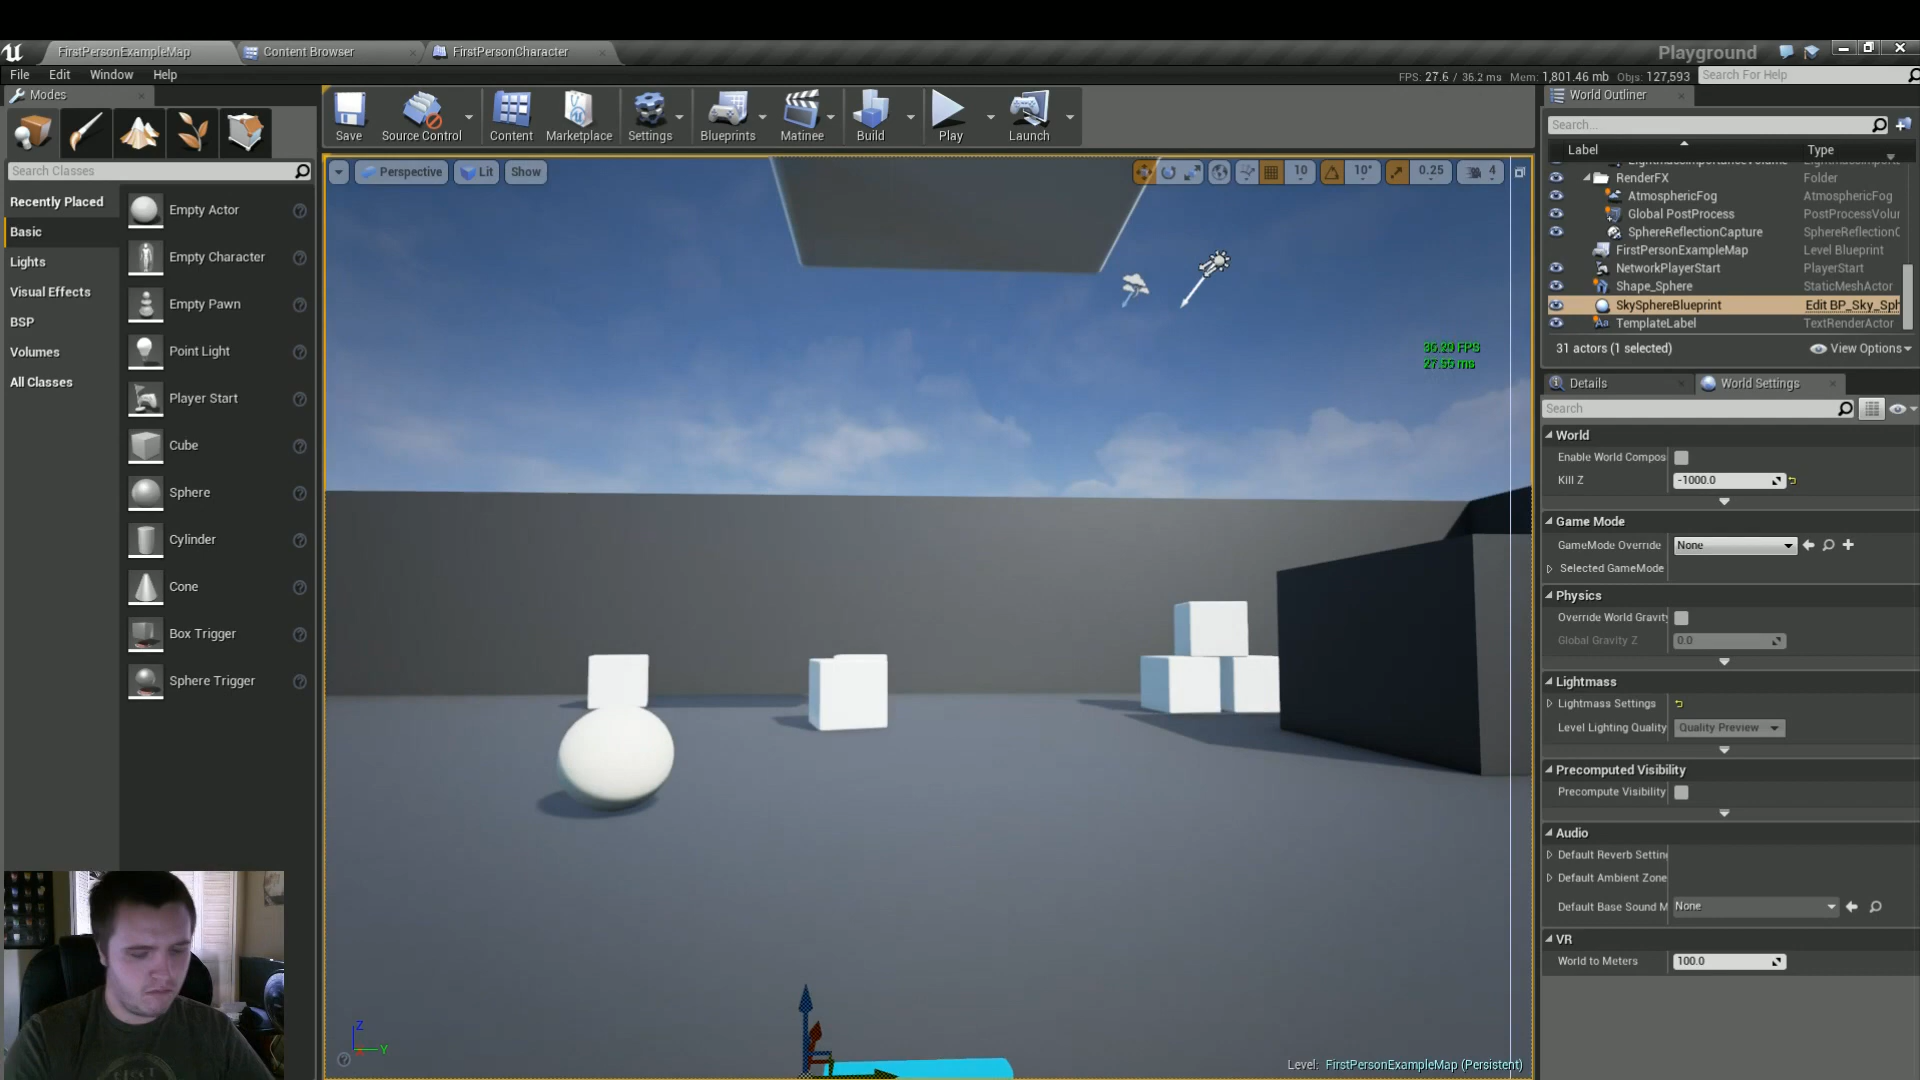 FirstPersonExampleMap
Content Browser
FirstPersonCharacter
Playground
File
Edit
Window
Help
FPS: 27.6 / 36.2 ms
Mem: 1,801.46 mb
Objs: 127,593
Search For Help
Modes
Save
Source Control
Content
Marketplace
Settings
Blueprints
Matinee
Build
Play
Launch
World Outliner
Search...
Label
Type
Search Classes
Perspective
Lit
Show
10
10°
0.25
4
RenderFX
Folder
AtmosphericFog
AtmosphericFog
Global PostProcess
PostProcessVolu
SphereReflectionCapture
SphereReflectionC
FirstPersonExampleMap
Level Blueprint
NetworkPlayerStart
PlayerStart
Shape_Sphere
StaticMeshActor
SkySphereBlueprint
Edit BP_Sky_Sph
TemplateLabel
TextRenderActor
31 actors (1 selected)
View Options
Recently Placed
Basic
Lights
Visual Effects
BSP
Volumes
All Classes
Empty Actor
Empty Character
Empty Pawn
Point Light
Player Start
Cube
Sphere
Cylinder
Cone
Box Trigger
Sphere Trigger
36.20 FPS
27.55 ms
Details
World Settings
Search
World
Enable World Compos
Kill Z
-1000.0
Game Mode
GameMode Override
None
Selected GameMode
Physics
Override World Gravity
Global Gravity Z
0.0
Lightmass
Lightmass Settings
Level Lighting Quality
Quality Preview
Precomputed Visibility
Precompute Visibility
Audio
Default Reverb Settin
Default Ambient Zone
Default Base Sound M
None
VR
World to Meters
100.0
Z
Y
Level: FirstPersonExampleMap (Persistent)